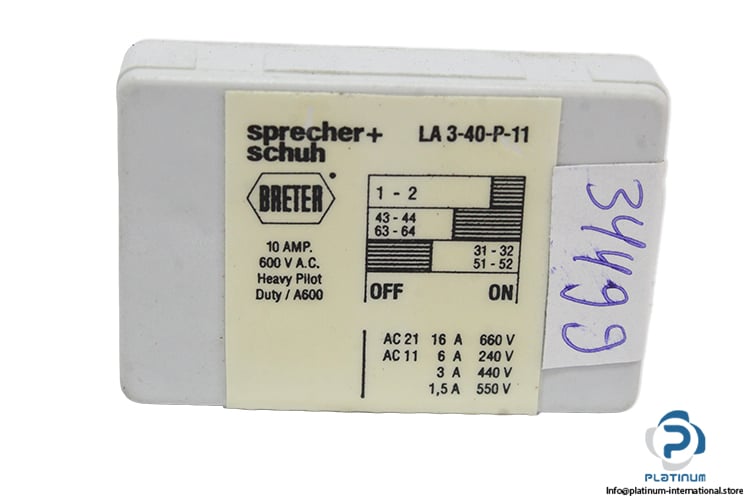 sprecher+
schuh
LA 3-40-P-11
BRETER
10 AMP.
600 V A.C.
Heavy Pilot
Duty / A600
1 - 2
43 - 44
63 - 64
31 - 32
51 - 52
OFF ON
AC 21 16 A 660 V
AC 11 6 A 240 V
3 A 440 V
1,5 A 550 V
34499
PLATINUM
Info@platinum-international.store